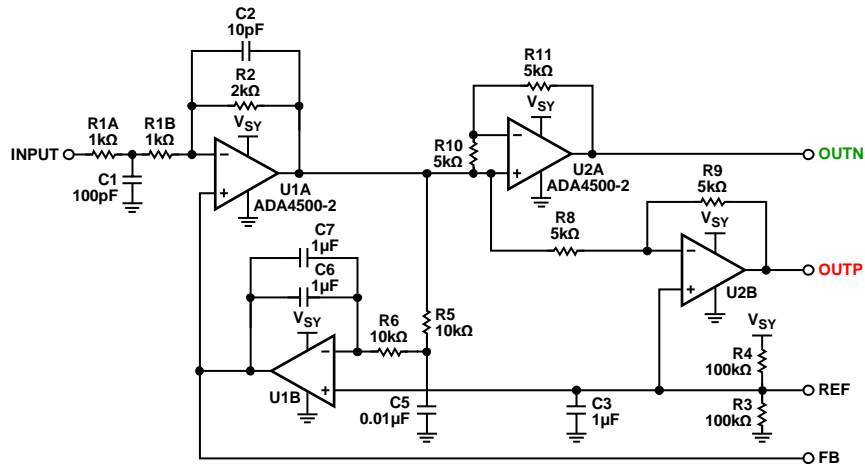 C2
10pF
R2
2kΩ
VSY
R1A
1kΩ
R1B
1kΩ
INPUT
C1
100pF
−
+
U1A
ADA4500-2
R11
5kΩ
VSY
R10
5kΩ
−
+
U2A
ADA4500-2
OUTN
R9
5kΩ
VSY
R8
5kΩ
−
+
U2B
OUTP
C7
1µF
C6
1µF
VSY
R6
10kΩ
R5
10kΩ
−
+
U1B
C5
0.01µF
C3
1µF
VSY
R4
100kΩ
REF
R3
100kΩ
FB